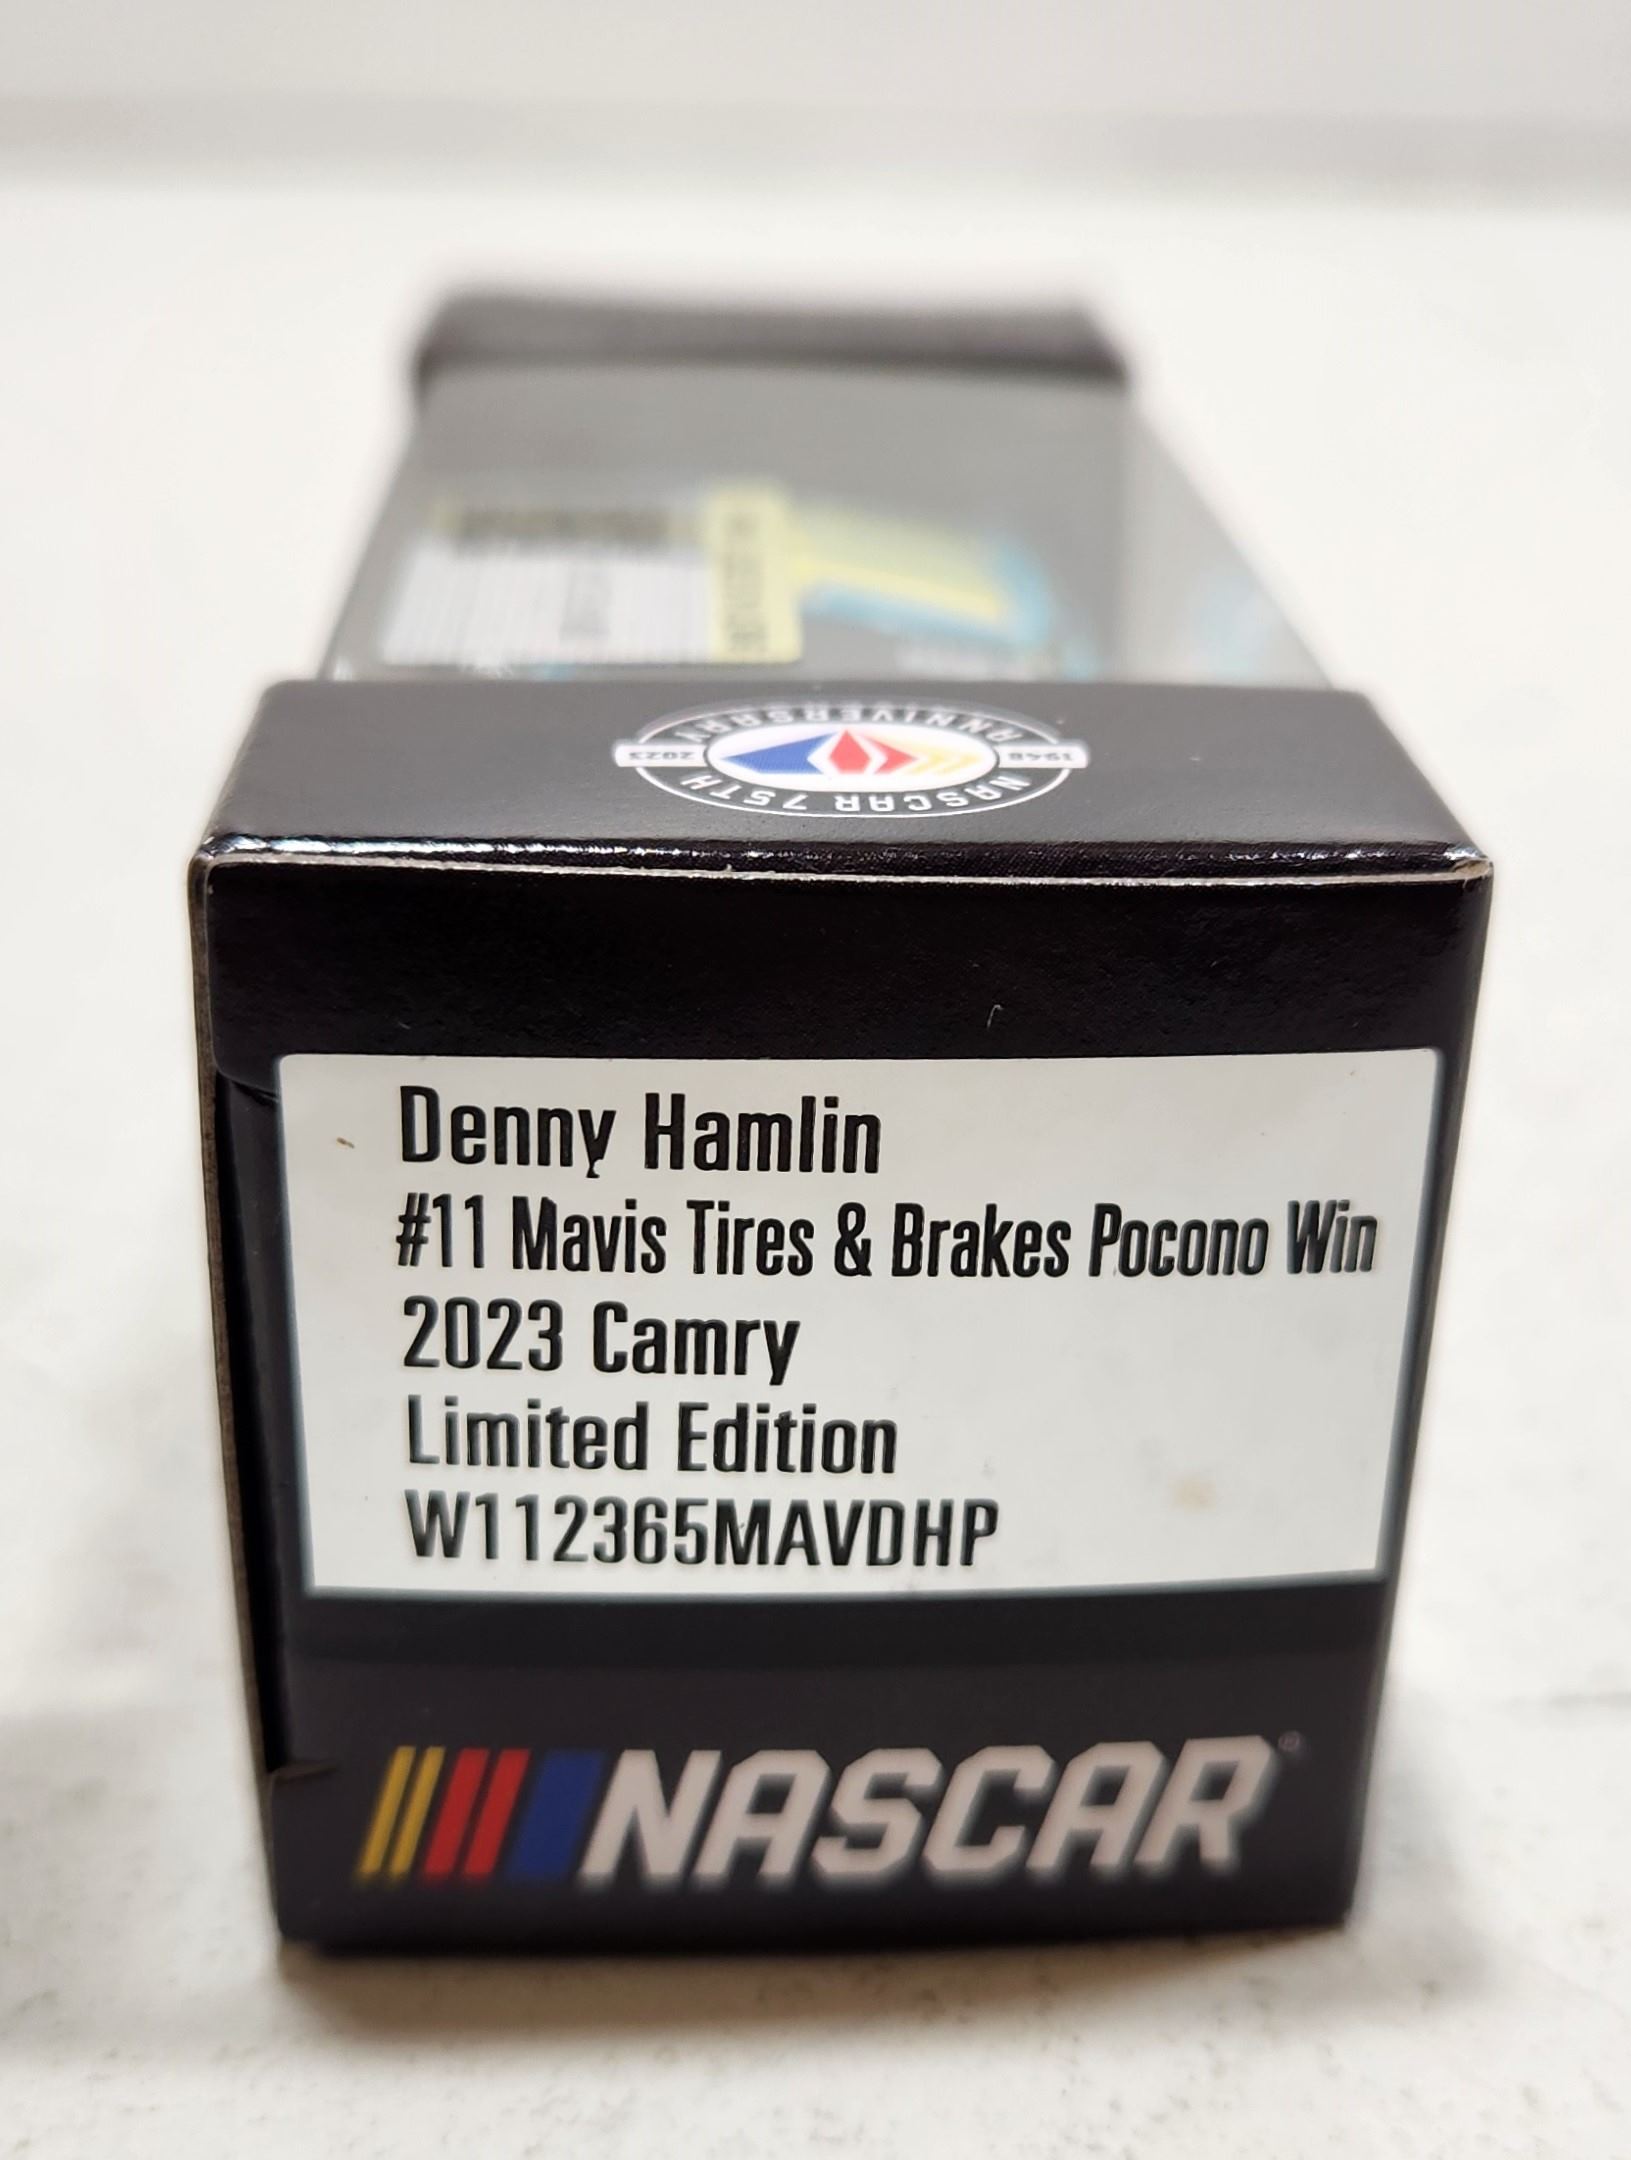 NASCAR 75TH
1948 2023
ANNIVERSARY
Denny Hamlin
#11 Mavis Tires & Brakes Pocono Win
2023 Camry
Limited Edition
W112365MAVDHP
NASCAR®